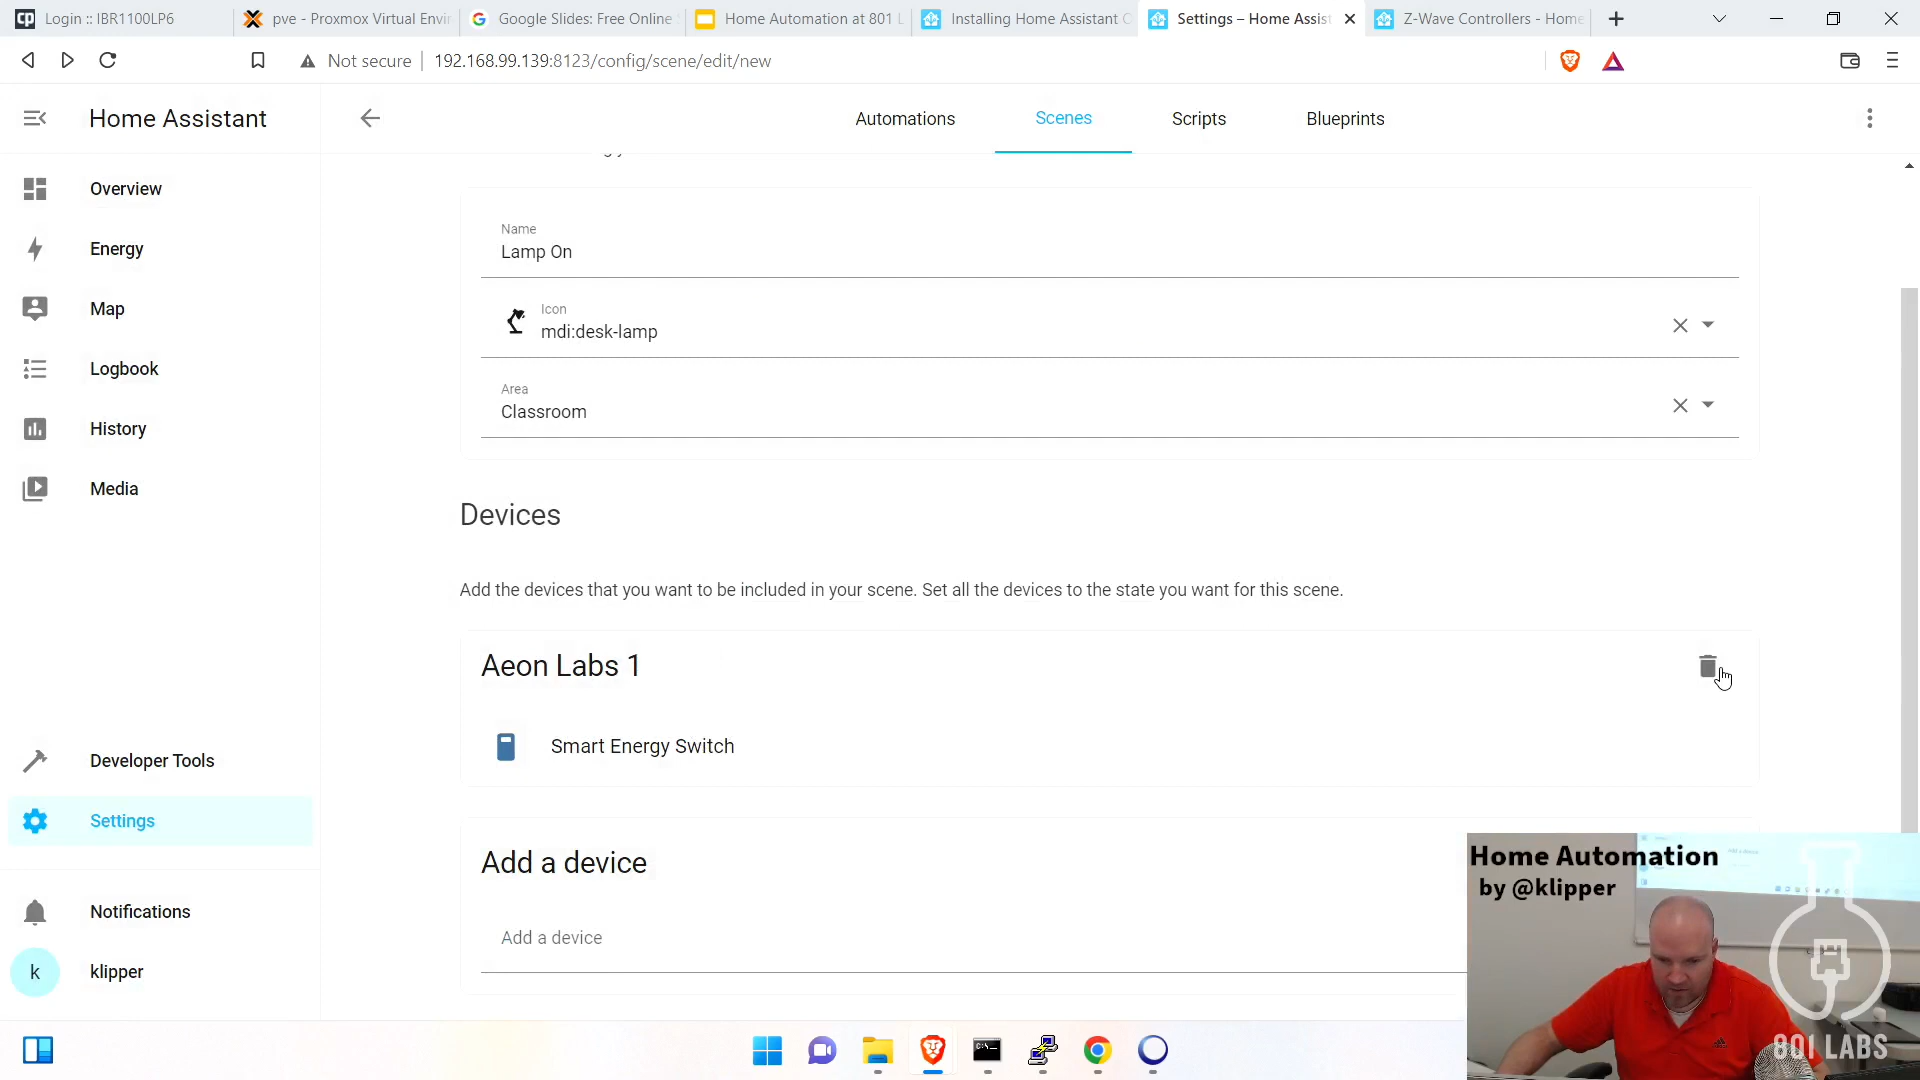 Login :: IBR1100LP6
pve - Proxmox Virtual Envir
Google Slides: Free Online
Home Automation at 801 L
Installing Home Assistant O
Settings – Home Assist
Z-Wave Controllers - Home
Not secure
192.168.99.139:8123/config/scene/edit/new
Home Assistant
Automations
Scenes
Scripts
Blueprints
Overview
Energy
Map
Logbook
History
Media
Developer Tools
Settings
Notifications
k
klipper
Name
Lamp On
Icon
mdi:desk-lamp
Area
Classroom
Devices
Add the devices that you want to be included in your scene. Set all the devices to the state you want for this scene.
Aeon Labs 1
Smart Energy Switch
Add a device
Add a device
Home Automation
by @klipper
801 LABS